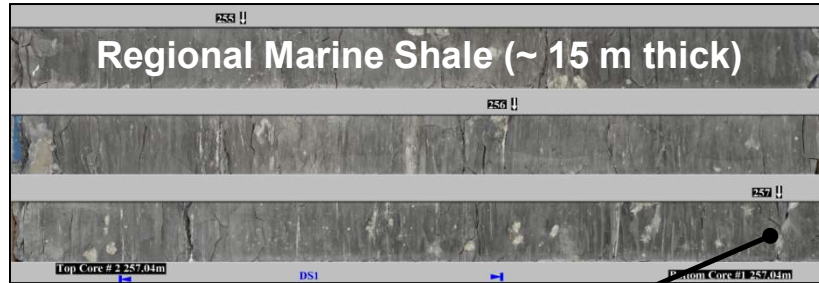 255
Regional Marine Shale (~ 15 m thick)
256
257
Top Core # 2 257.04m
DS1
Bottom Core #1 257.04m